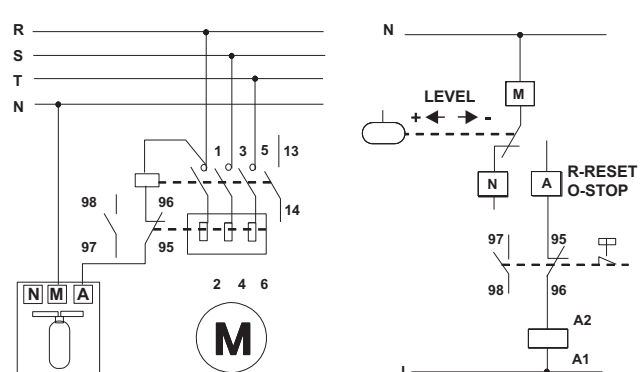 R
S
T
N
1 3 5 13
14
98 96
97 95
N M A
2 4 6
M
N
M
LEVEL
+ -
N A
R-RESET
O-STOP
97 95
98 96
A2
A1
L